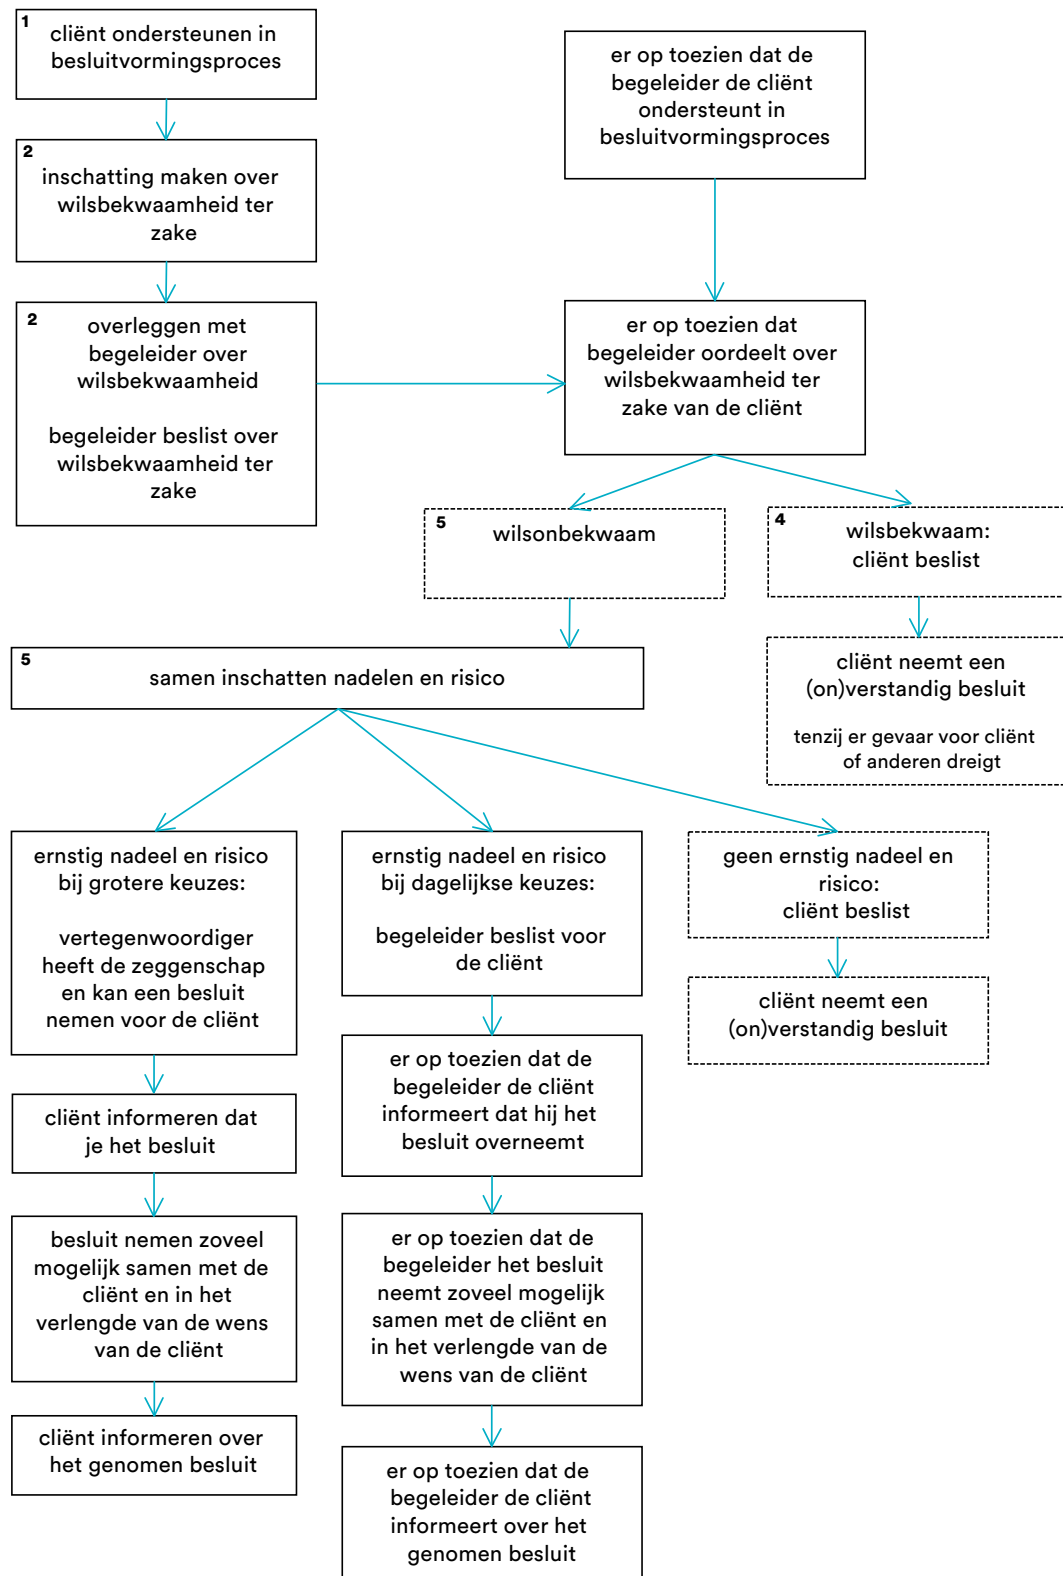 1
cliënt ondersteunen in
besluitvormingsproces
er op toezien dat de
begeleider de cliënt
ondersteunt in
besluitvormingsproces
2
inschatting maken over
wilsbekwaamheid ter
zake
2
overleggen met
begeleider over
wilsbekwaamheid
begeleider beslist over
wilsbekwaamheid ter
zake
er op toezien dat
begeleider oordeelt over
wilsbekwaamheid ter
zake van de cliënt
5
wilsonbekwaam
4
wilsbekwaam:
cliënt beslist
5
samen inschatten nadelen en risico
cliënt neemt een
(on)verstandig besluit
tenzij er gevaar voor cliënt
of anderen dreigt
ernstig nadeel en risico
bij grotere keuzes:
vertegenwoordiger
heeft de zeggenschap
en kan een besluit
nemen voor de cliënt
ernstig nadeel en risico
bij dagelijkse keuzes:
begeleider beslist voor
de cliënt
geen ernstig nadeel en
risico:
cliënt beslist
cliënt neemt een
(on)verstandig besluit
cliënt informeren dat
je het besluit
er op toezien dat de
begeleider de cliënt
informeert dat hij het
besluit overneemt
besluit nemen zoveel
mogelijk samen met de
cliënt en in het
verlengde van de wens
van de cliënt
er op toezien dat de
begeleider het besluit
neemt zoveel mogelijk
samen met de cliënt en
in het verlengde van de
wens van de cliënt
cliënt informeren over
het genomen besluit
er op toezien dat de
begeleider de cliënt
informeert over het
genomen besluit